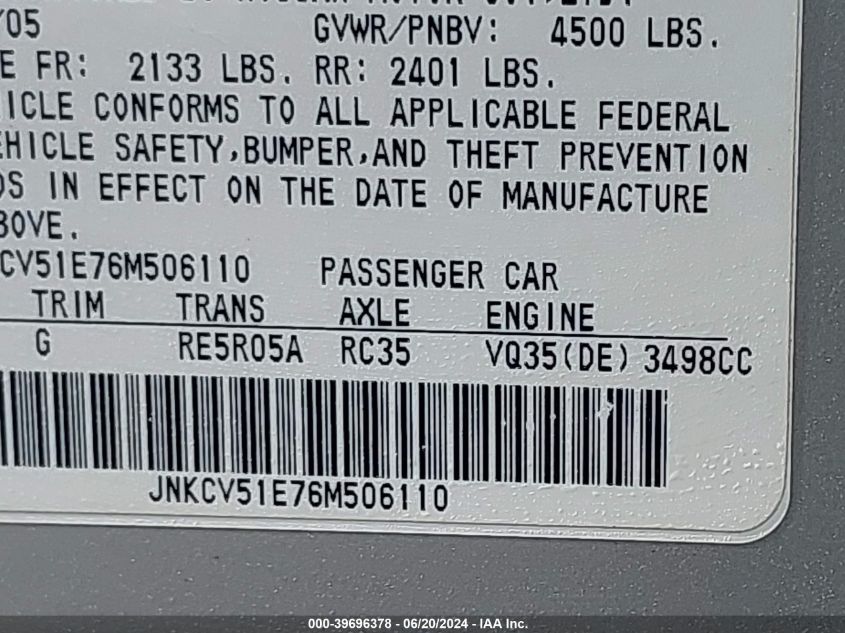 /05 GVWR/PNBV: 4500 LBS.
E FR: 2133 LBS. RR: 2401 LBS.
ICLE CONFORMS TO ALL APPLICABLE FEDERAL
EHICLE SAFETY,BUMPER,AND THEFT PREVENTION
DS IN EFFECT ON THE DATE OF MANUFACTURE
BOVE.
CV51E76M506110 PASSENGER CAR
TRIM TRANS AXLE ENGINE
G RE5R05A RC35 VQ35(DE) 3498CC
JNKCV51E76M506110
000-39696378 / 06/20/2024 - IAA Inc.